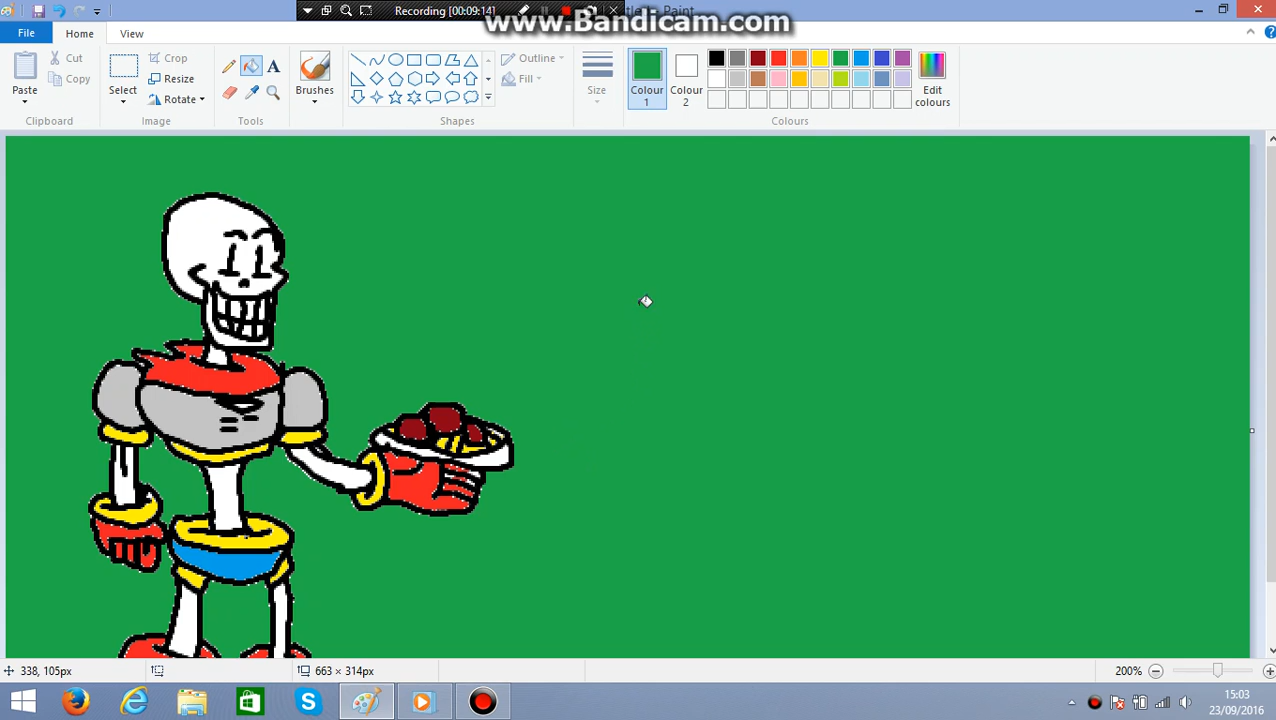 Recording [00:09:14]
www.Bandicam.com
Paint
File
Home
View
Paste
Cut
Copy
Clipboard
Select
Crop
Resize
Rotate
Image
A
Tools
Brushes
Shapes
Outline
Fill
Size
Colour 1
Colour 2
Edit colours
Colours
338, 105px
663 × 314px
200%
15:03
23/09/2016